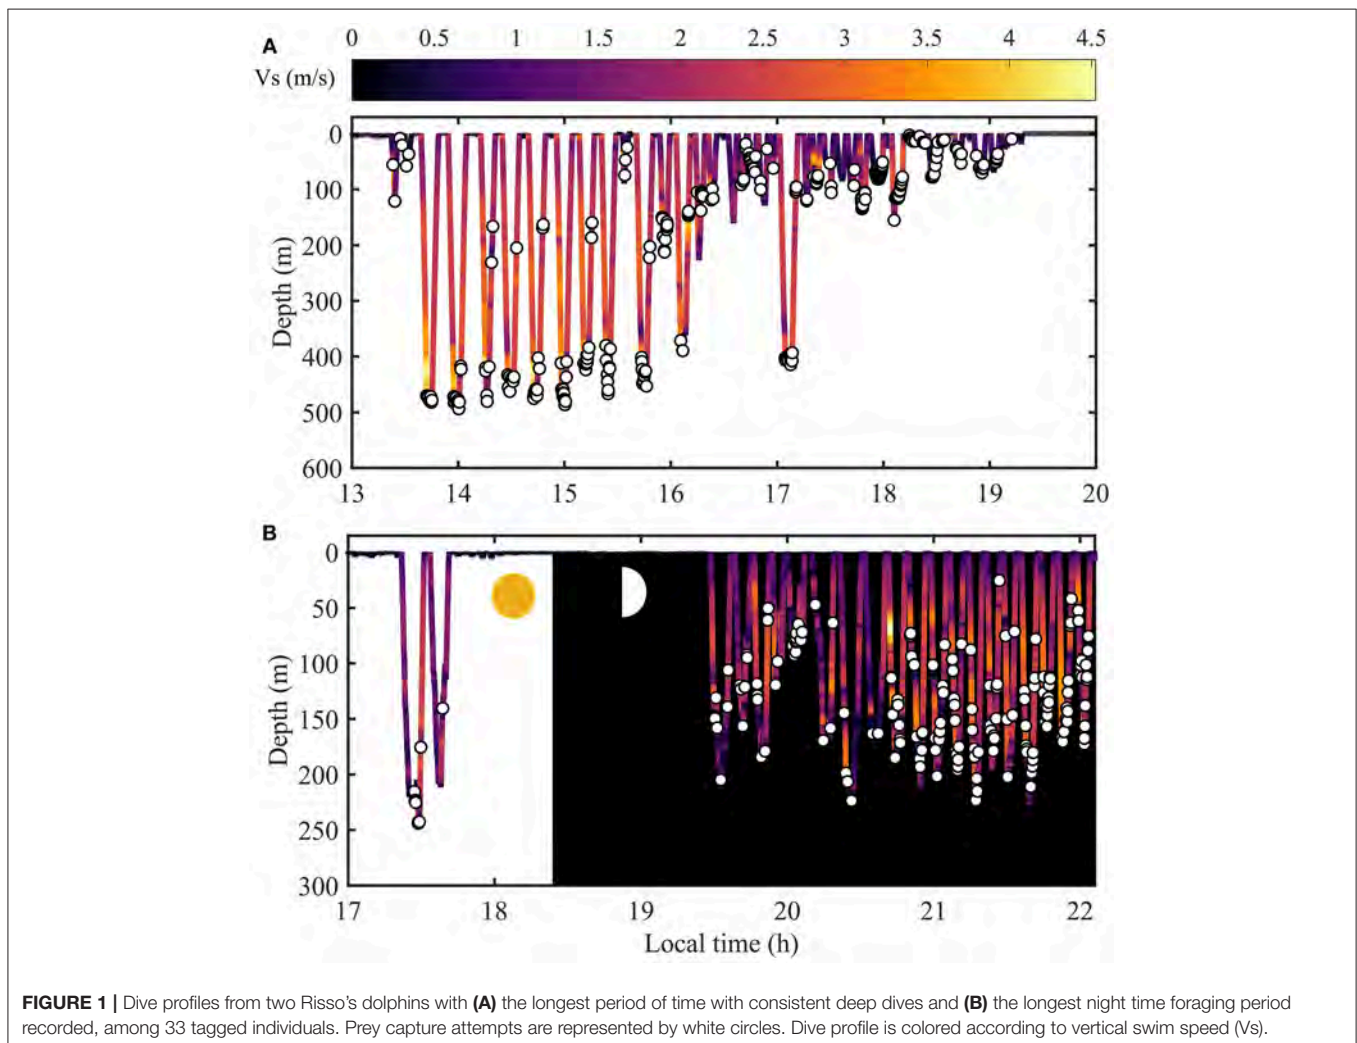 A
0 0.5 1 1.5 2 2.5 3 3.5 4 4.5
Vs (m/s)
0
100
200
300
400
500
600
Depth (m)
13 14 15 16 17 18 19 20
B
0
50
100
150
200
250
300
Depth (m)
17 18 19 20 21 22
Local time (h)
FIGURE 1 | Dive profiles from two Risso's dolphins with (A) the longest period of time with consistent deep dives and (B) the longest night time foraging period
recorded, among 33 tagged individuals. Prey capture attempts are represented by white circles. Dive profile is colored according to vertical swim speed (Vs).